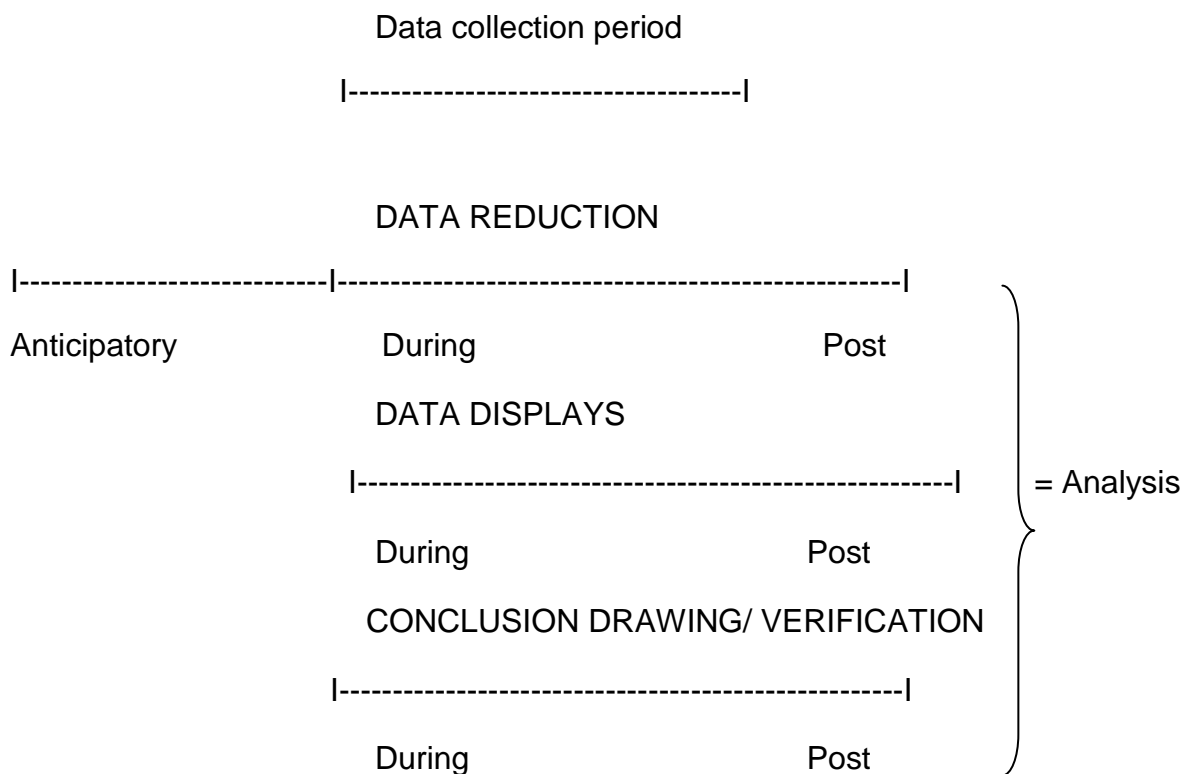 Data collection period
|-------------------------------------|
DATA REDUCTION
|-----------------------------|-----------------------------------------------------|
Anticipatory During Post
DATA DISPLAYS
|--------------------------------------------------------| = Analysis
During Post
CONCLUSION DRAWING/ VERIFICATION
|------------------------------------------------------|
During Post